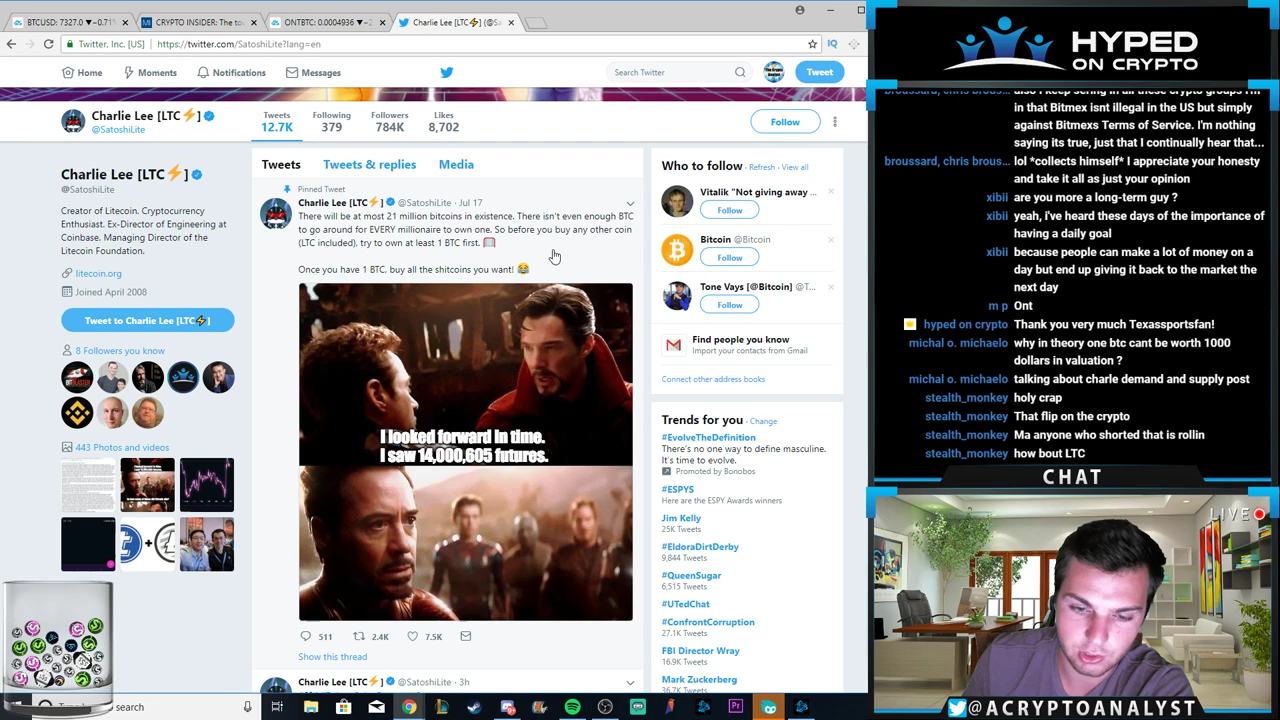 BTCUSD: 7327.0 ▼−0.71%
CRYPTO INSIDER: The to
ONTBTC: 0.0004936 ▼−2
Charlie Lee [LTC⚡] (@Sa
Twitter, Inc. [US]
https://twitter.com/SatoshiLite?lang=en
IQ
Home
Moments
Notifications
Messages
Search Twitter
Tweet
Charlie Lee [LTC⚡]
@SatoshiLite
Tweets
12.7K
Following
379
Followers
784K
Likes
8,702
Follow
Charlie Lee [LTC⚡]
@SatoshiLite
Creator of Litecoin. Cryptocurrency
Enthusiast. Ex-Director of Engineering at
Coinbase. Managing Director of the
Litecoin Foundation.
litecoin.org
Joined April 2008
Tweet to Charlie Lee [LTC⚡]
8 Followers you know
443 Photos and videos
Tweets
Tweets & replies
Media
Pinned Tweet
Charlie Lee [LTC⚡] @SatoshiLite · Jul 17
There will be at most 21 million bitcoins in existence. There isn't even enough BTC
to go around for EVERY millionaire to own one. So before you buy any other coin
(LTC included), try to own at least 1 BTC first.
Once you have 1 BTC, buy all the shitcoins you want! 😂
I looked forward in time.
I saw 14,000,605 futures.
511
2.4K
7.5K
Show this thread
Charlie Lee [LTC⚡] @SatoshiLite · 3h
Who to follow · Refresh · View all
Vitalik "Not giving away ...
Follow
Bitcoin @Bitcoin
Follow
Tone Vays [@Bitcoin] @T...
Follow
Find people you know
Import your contacts from Gmail
Connect other address books
Trends for you · Change
#EvolveTheDefinition
There's no one way to define masculine.
It's time to evolve.
Promoted by Bonobos
#ESPYS
Here are the ESPY Awards winners
Jim Kelly
25K Tweets
#EldoraDirtDerby
9,844 Tweets
#QueenSugar
6,515 Tweets
#UTedChat
#ConfrontCorruption
27.1K Tweets
FBI Director Wray
16.9K Tweets
Mark Zuckerberg
36.7K Tweets
search
HYPED
ON CRYPTO
broussard, chris brous... also I keep sering in all these crypto groups I'm
in that Bitmex isnt illegal in the US but simply
against Bitmexs Terms of Service. I'm nothing
saying its true, just that I continually hear that...
broussard, chris brous... lol *collects himself* I appreciate your honesty
and take it all as just your opinion
xibii are you more a long-term guy ?
xibii yeah, i've heard these days of the importance of
having a daily goal
xibii because people can make a lot of money on a
day but end up giving it back to the market the
next day
m p Ont
hyped on crypto Thank you very much Texassportsfan!
michal o. michaelo why in theory one btc cant be worth 1000
dollars in valuation ?
michal o. michaelo talking about charle demand and supply post
stealth_monkey holy crap
stealth_monkey That flip on the crypto
stealth_monkey Ma anyone who shorted that is rollin
stealth_monkey how bout LTC
CHAT
LIVE
@ACRYPTOANALYST